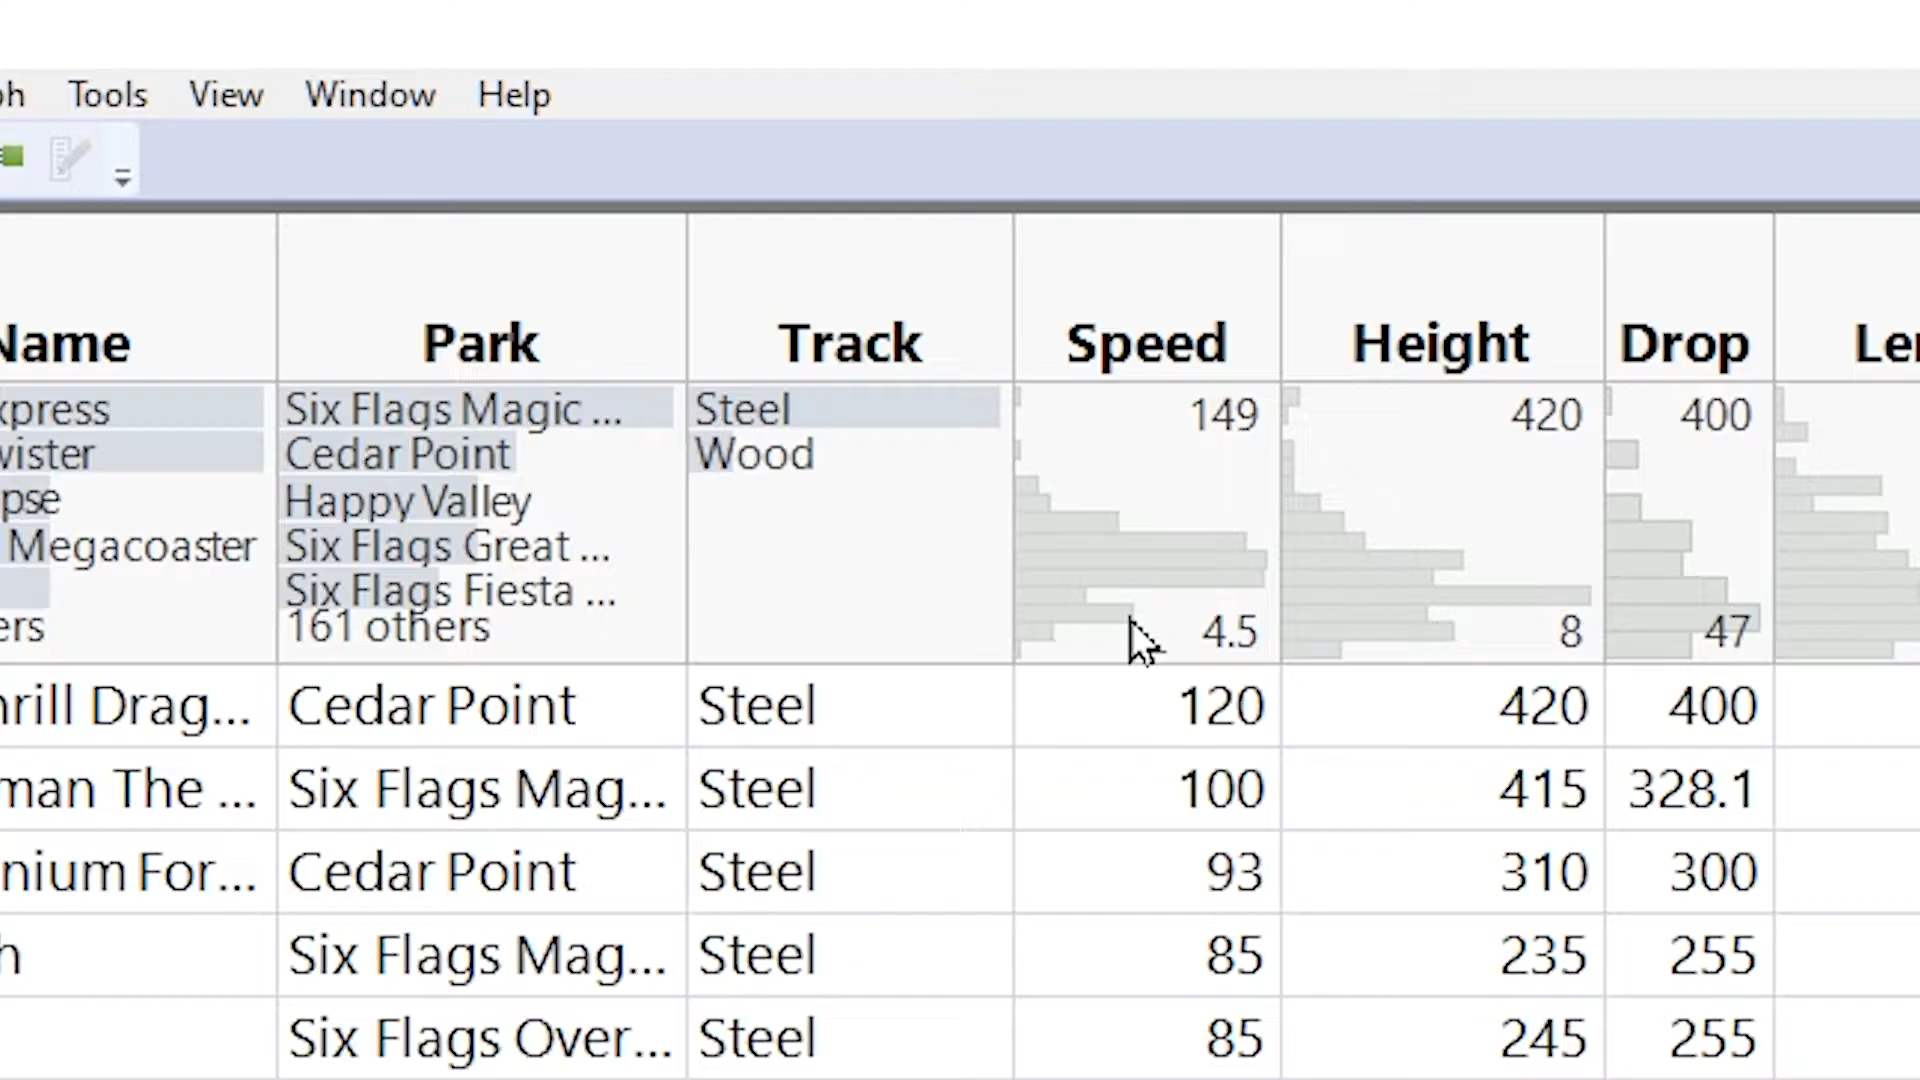 ph Tools View Window Help
Name Park Track Speed Height Drop Len
xpress Six Flags Magic ... Steel 149 420 400
wister Cedar Point Wood
pse Happy Valley
Megacoaster Six Flags Great ...
Six Flags Fiesta ...
ers 161 others 4.5 8 47
hrill Drag... Cedar Point Steel 120 420 400
man The ... Six Flags Mag... Steel 100 415 328.1
nium For... Cedar Point Steel 93 310 300
h Six Flags Mag... Steel 85 235 255
Six Flags Over... Steel 85 245 255